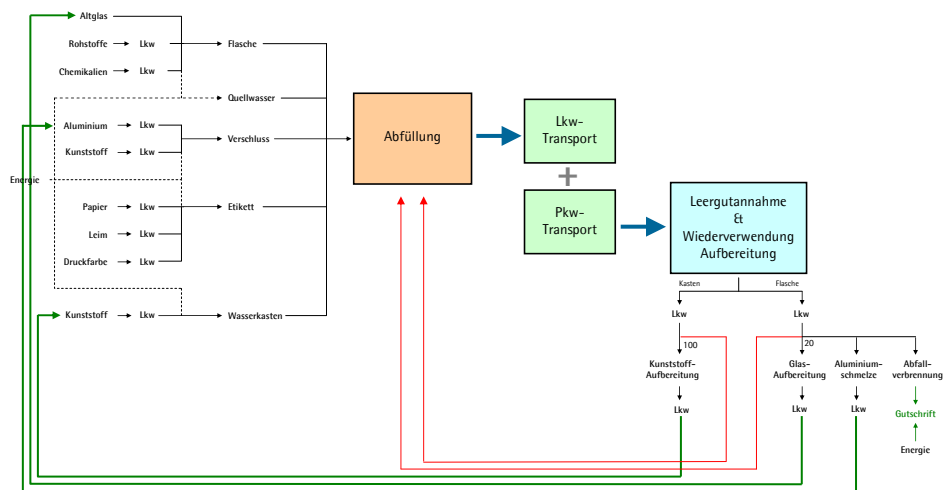 Altglas
Rohstoffe Lkw Flasche
Chemikalien Lkw
Quellwasser
Aluminium Lkw
Verschluss
Kunststoff Lkw
Energie
Papier Lkw Etikett
Leim Lkw
Druckfarbe Lkw
Kunststoff Lkw Wasserkasten
Abfüllung
Lkw-
Transport
+
Pkw-
Transport
Leergutannahme
&
Wiederverwendung
Aufbereitung
Kasten Flasche
Lkw Lkw
100 20
Kunststoff-
Aufbereitung
Glas-
Aufbereitung
Aluminium-
schmelze
Abfall-
verbrennung
Lkw Lkw Lkw
Gutschrift
Energie